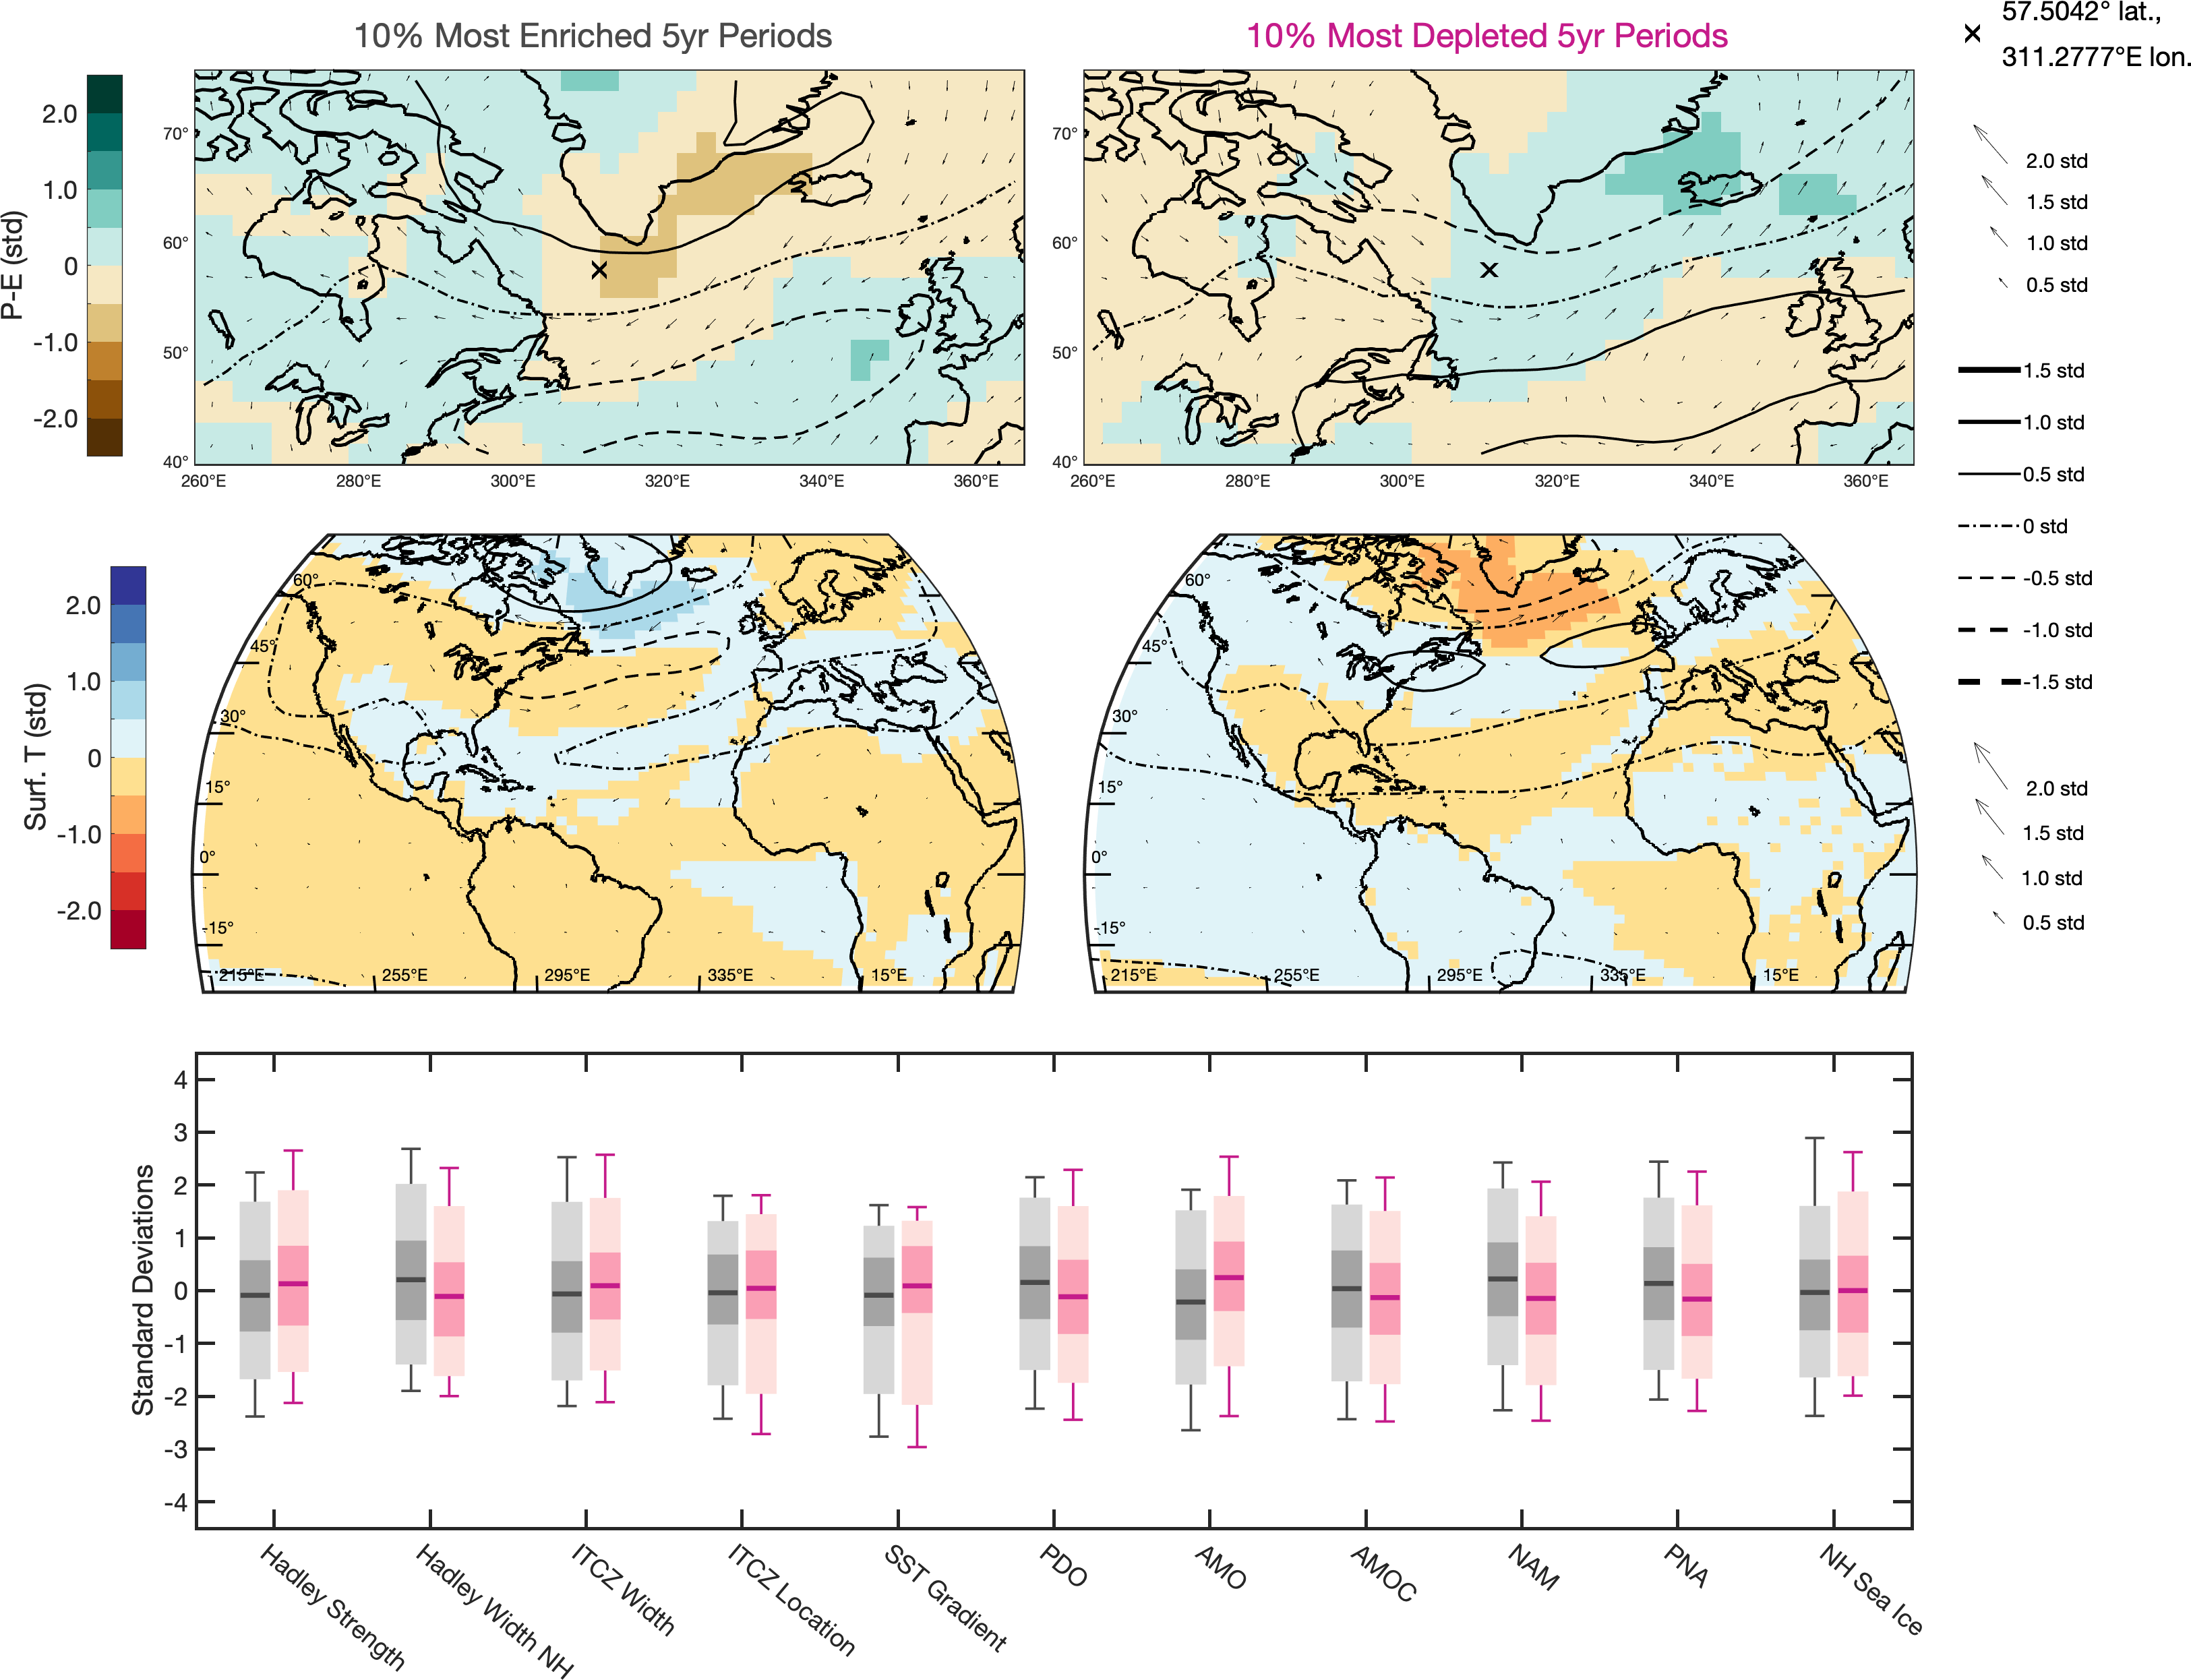 10% Most Enriched 5yr Periods
10% Most Depleted 5yr Periods
57.5042° lat.,
311.2777°E lon.
P-E (std)
2.0
1.0
0
-1.0
-2.0
70°
60°
50°
40°
260°E
280°E
300°E
320°E
340°E
360°E
70°
60°
50°
40°
260°E
280°E
300°E
320°E
340°E
360°E
2.0 std
1.5 std
1.0 std
0.5 std
1.5 std
1.0 std
0.5 std
0 std
-0.5 std
-1.0 std
-1.5 std
Surf. T (std)
2.0
1.0
0
-1.0
-2.0
60°
45°
30°
15°
0°
-15°
215°E
255°E
295°E
335°E
15°E
60°
45°
30°
15°
0°
-15°
215°E
255°E
295°E
335°E
15°E
2.0 std
1.5 std
1.0 std
0.5 std
Standard Deviations
4
3
2
1
0
-1
-2
-3
-4
Hadley Strength
Hadley Width NH
ITCZ Width
ITCZ Location
SST Gradient
PDO
AMO
AMOC
NAM
PNA
NH Sea Ice